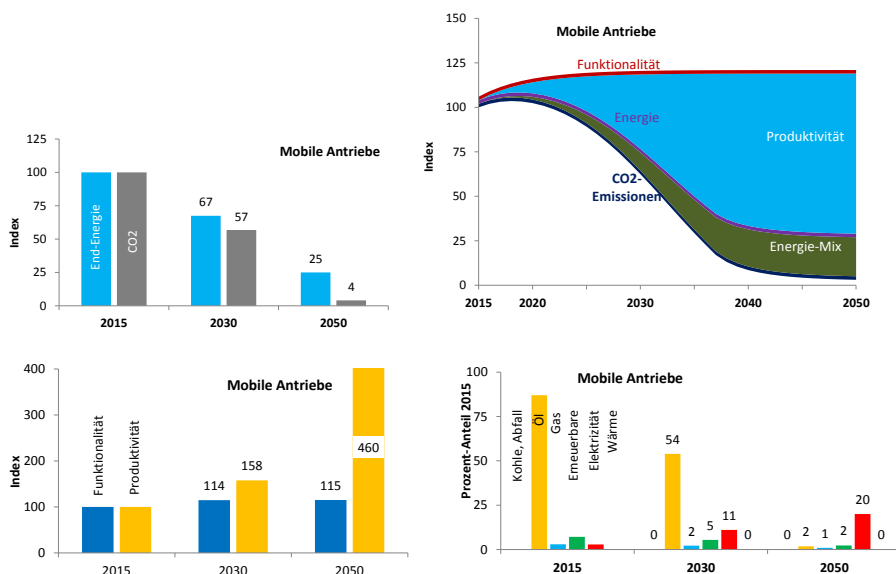 125
100
75
50
25
0
Index
Mobile Antriebe
End-Energie
CO2
67
57
25
4
2015
2030
2050
150
125
100
75
50
25
0
Index
Mobile Antriebe
Funktionalität
Energie
Produktivität
CO2-
Emissionen
Energie-Mix
2015
2020
2030
2040
2050
400
300
200
100
0
Index
Mobile Antriebe
Funktionalität
Produktivität
114
158
115
460
2015
2030
2050
100
75
50
25
0
Prozent-Anteil 2015
Mobile Antriebe
Kohle, Abfall
Öl
Gas
Erneuerbare
Elektrizität
Wärme
0
54
2
5
11
0
0
2
1
2
20
0
2015
2030
2050